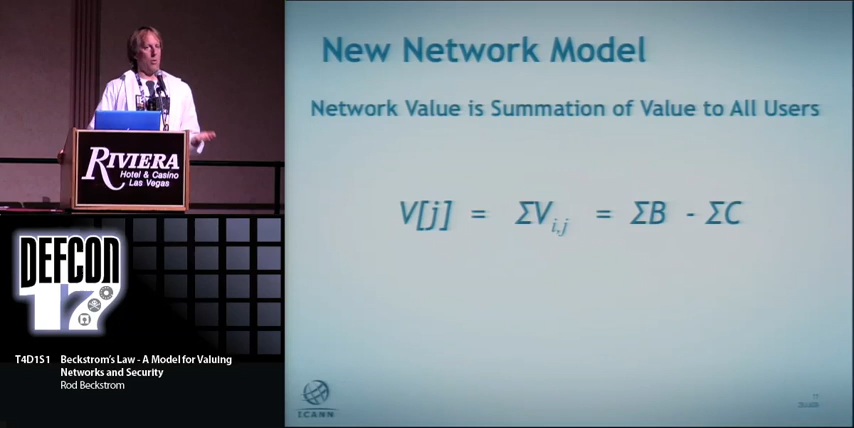 New Network Model
Network Value is Summation of Value to All Users
V[j] = ΣV_{i,j} = ΣB - ΣC
RIVIERA
Hotel & Casino
Las Vegas
DEFCON
17
T4D1S1 Beckstrom's Law - A Model for Valuing
Networks and Security
Rod Beckstrom
ICANN